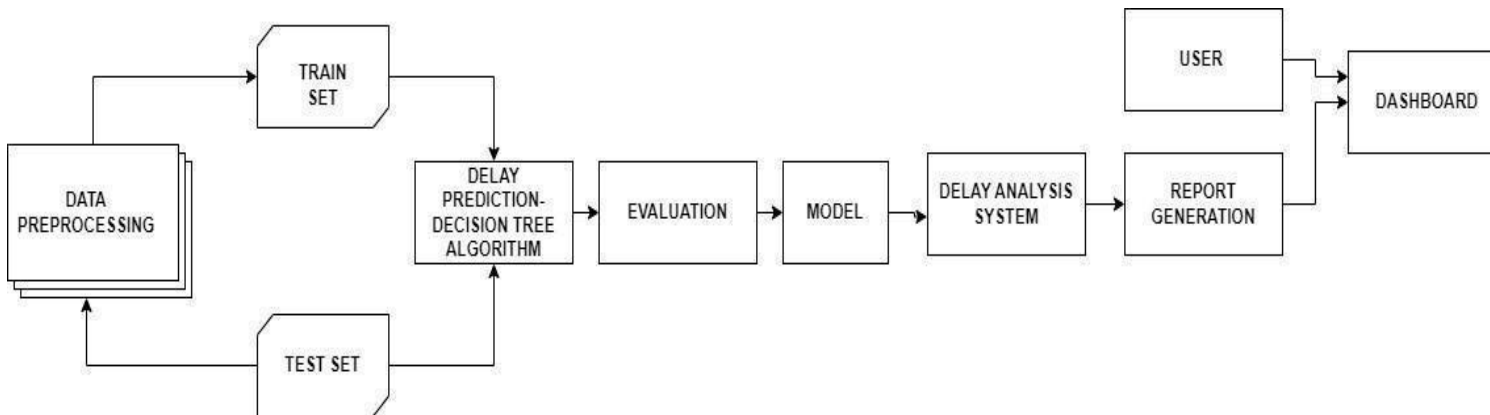 TRAIN
SET
USER
DASHBOARD
DATA
PREPROCESSING
DELAY
PREDICTION-
DECISION TREE
ALGORITHM
EVALUATION
MODEL
DELAY ANALYSIS
SYSTEM
REPORT
GENERATION
TEST SET